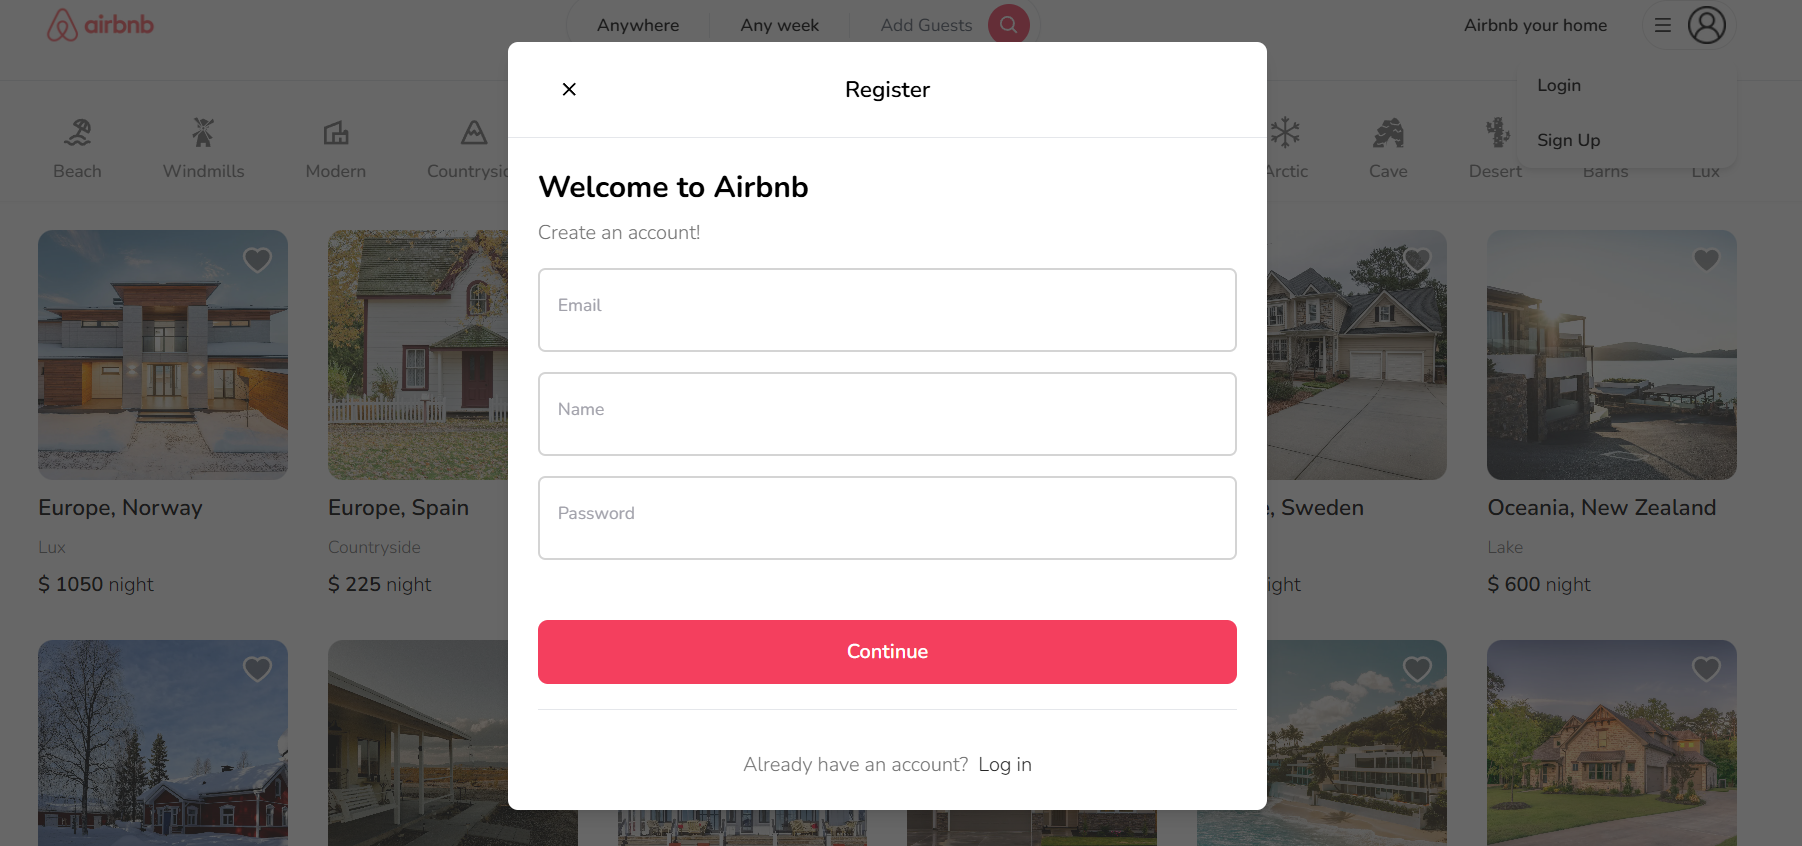 airbnb
Anywhere
Any week
Add Guests
Airbnb your home
Login
Sign Up
Beach
Windmills
Modern
Arctic
Cave
Desert
Barns
Lux
Register
Welcome to Airbnb
Create an account!
Email
Name
Password
Continue
Already have an account? Log in
Europe, Norway
Lux
$ 1050 night
Europe, Spain
Countryside
$ 225 night
Sweden
Oceania, New Zealand
Lake
$ 600 night